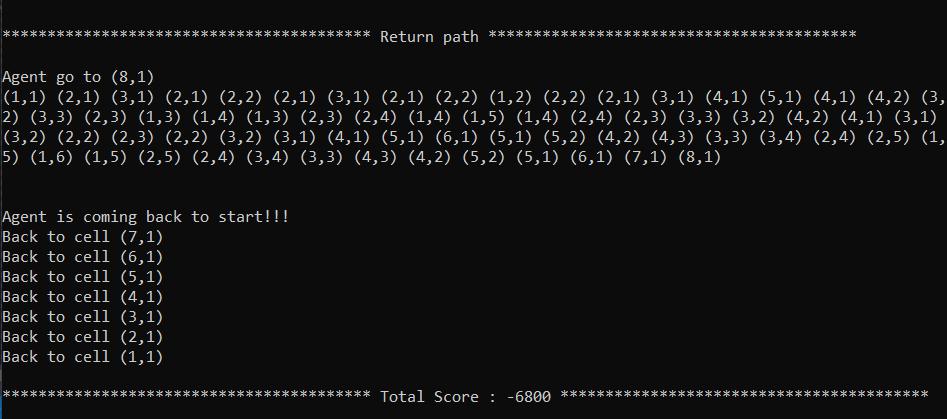 ***************************************** Return path *****************************************
Agent go to (8,1)
(1,1) (2,1) (3,1) (2,1) (2,2) (2,1) (3,1) (2,1) (2,2) (1,2) (2,2) (2,1) (3,1) (4,1) (5,1) (4,1) (4,2) (3,
2) (3,3) (2,3) (1,3) (1,4) (1,3) (2,3) (2,4) (1,4) (1,5) (1,4) (2,4) (2,3) (3,3) (3,2) (4,2) (4,1) (3,1)
(3,2) (2,2) (2,3) (2,2) (3,2) (3,1) (4,1) (5,1) (6,1) (5,1) (5,2) (4,2) (4,3) (3,3) (3,4) (2,4) (2,5) (1,
5) (1,6) (1,5) (2,5) (2,4) (3,4) (3,3) (4,3) (4,2) (5,2) (5,1) (6,1) (7,1) (8,1)
Agent is coming back to start!!!
Back to cell (7,1)
Back to cell (6,1)
Back to cell (5,1)
Back to cell (4,1)
Back to cell (3,1)
Back to cell (2,1)
Back to cell (1,1)
***************************************** Total Score : -6800 *****************************************